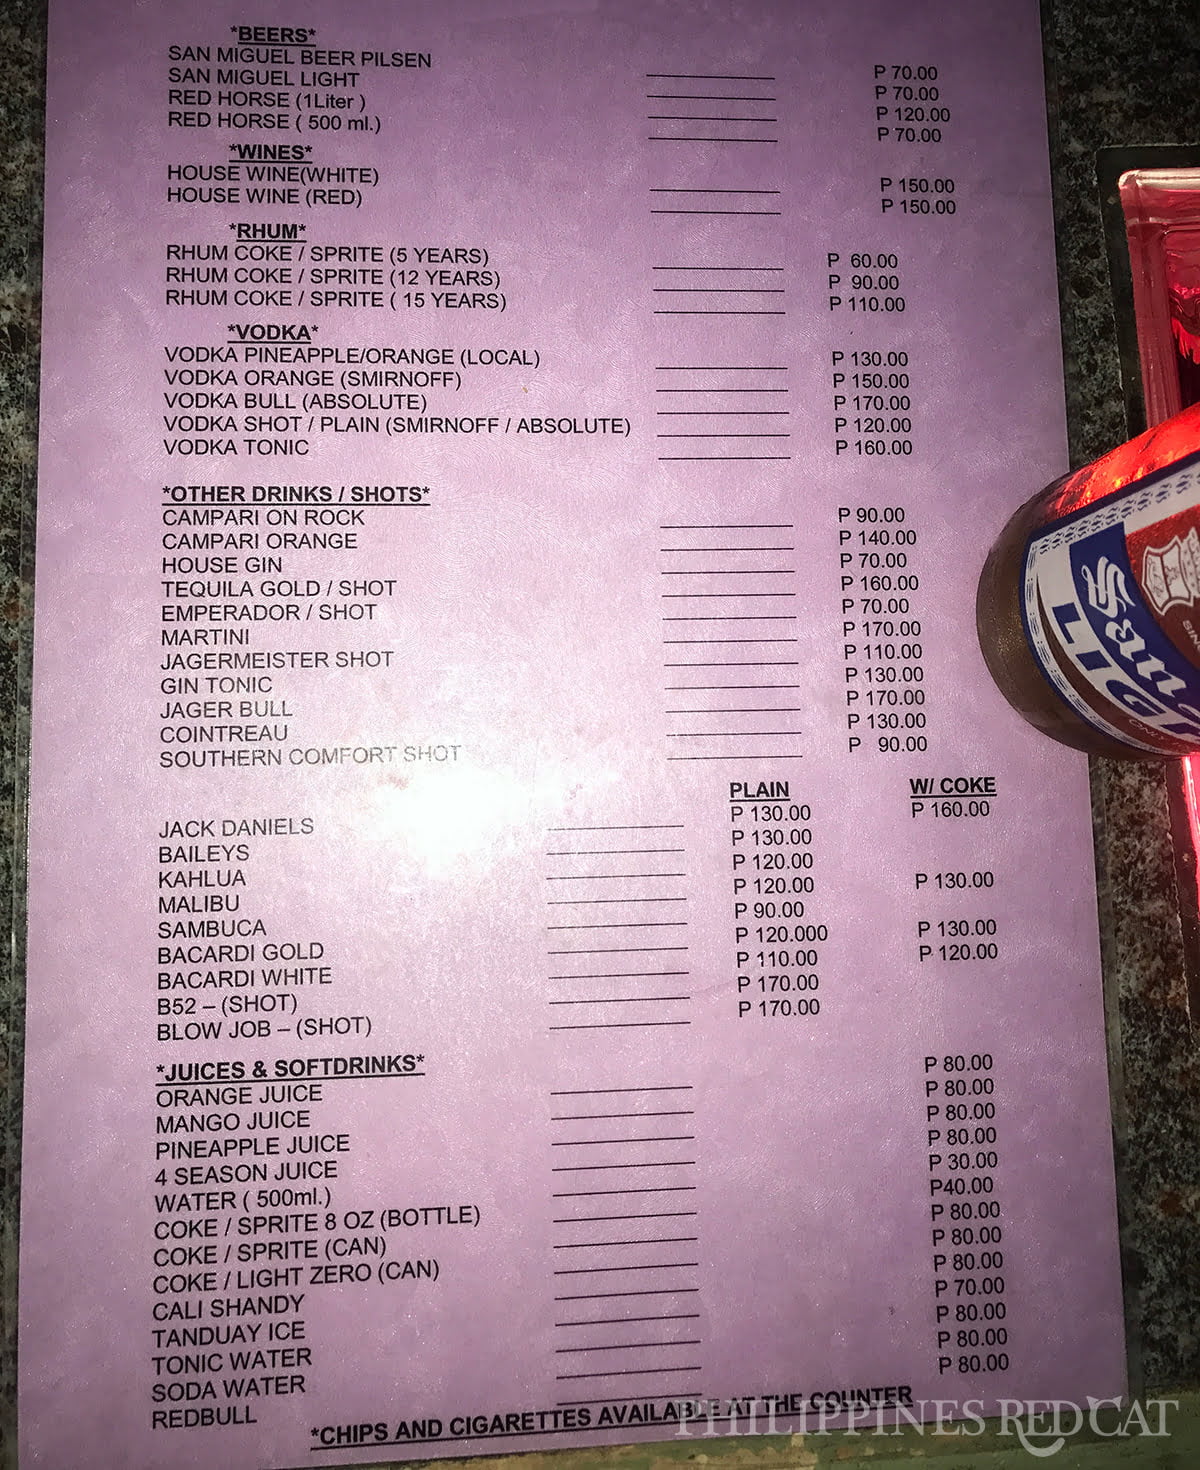 *BEERS*
SAN MIGUEL BEER PILSEN P 70.00
SAN MIGUEL LIGHT P 70.00
RED HORSE (1Liter ) P 120.00
RED HORSE ( 500 ml.) P 70.00
*WINES*
HOUSE WINE(WHITE) P 150.00
HOUSE WINE (RED) P 150.00
*RHUM*
RHUM COKE / SPRITE (5 YEARS) P 60.00
RHUM COKE / SPRITE (12 YEARS) P 90.00
RHUM COKE / SPRITE ( 15 YEARS) P 110.00
*VODKA*
VODKA PINEAPPLE/ORANGE (LOCAL) P 130.00
VODKA ORANGE (SMIRNOFF) P 150.00
VODKA BULL (ABSOLUTE) P 170.00
VODKA SHOT / PLAIN (SMIRNOFF / ABSOLUTE) P 120.00
VODKA TONIC P 160.00
*OTHER DRINKS / SHOTS*
CAMPARI ON ROCK P 90.00
CAMPARI ORANGE P 140.00
HOUSE GIN P 70.00
TEQUILA GOLD / SHOT P 160.00
EMPERADOR / SHOT P 70.00
MARTINI P 170.00
JAGERMEISTER SHOT P 110.00
GIN TONIC P 130.00
JAGER BULL P 170.00
COINTREAU P 130.00
SOUTHERN COMFORT SHOT P 90.00
PLAIN W/ COKE
JACK DANIELS P 130.00 P 160.00
BAILEYS P 130.00
KAHLUA P 120.00
MALIBU P 120.00 P 130.00
SAMBUCA P 90.00
BACARDI GOLD P 120.000 P 130.00
BACARDI WHITE P 110.00 P 120.00
B52 – (SHOT) P 170.00
BLOW JOB – (SHOT) P 170.00
*JUICES & SOFTDRINKS*
ORANGE JUICE P 80.00
MANGO JUICE P 80.00
PINEAPPLE JUICE P 80.00
4 SEASON JUICE P 80.00
WATER ( 500ml.) P 30.00
COKE / SPRITE 8 OZ (BOTTLE) P40.00
COKE / SPRITE (CAN) P 80.00
COKE / LIGHT ZERO (CAN) P 80.00
CALI SHANDY P 80.00
TANDUAY ICE P 70.00
TONIC WATER P 80.00
SODA WATER P 80.00
REDBULL P 80.00
*CHIPS AND CIGARETTES AVAILABLE AT THE COUNTER
PHILIPPINES REDCAT
San
LIG